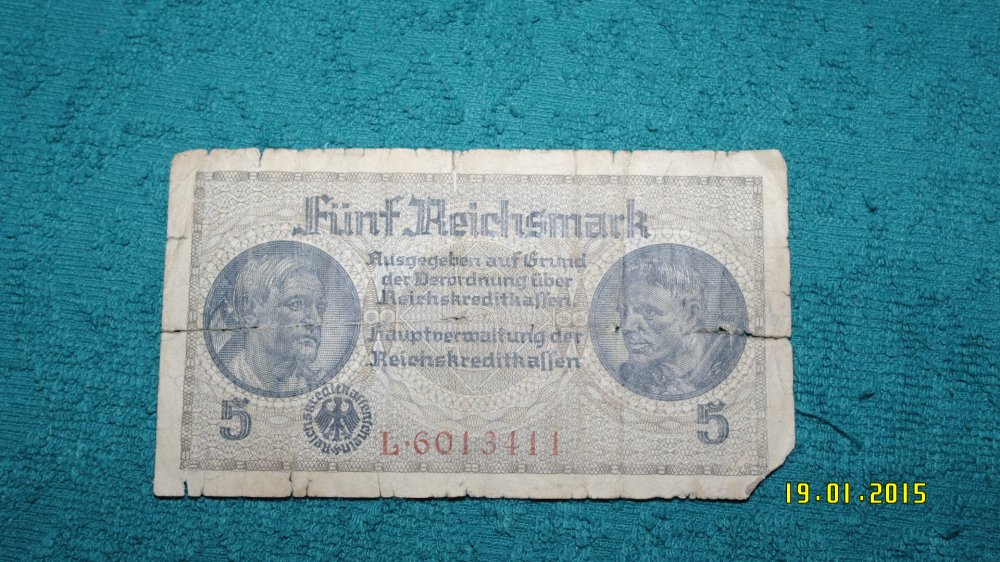 Fünf Reichsmark
Ausgegeben auf Grund
der Verordnung über
Reichskreditkassen.
Hauptverwaltung der
Reichskreditkassen
5
5
L·6013411
19.01.2015